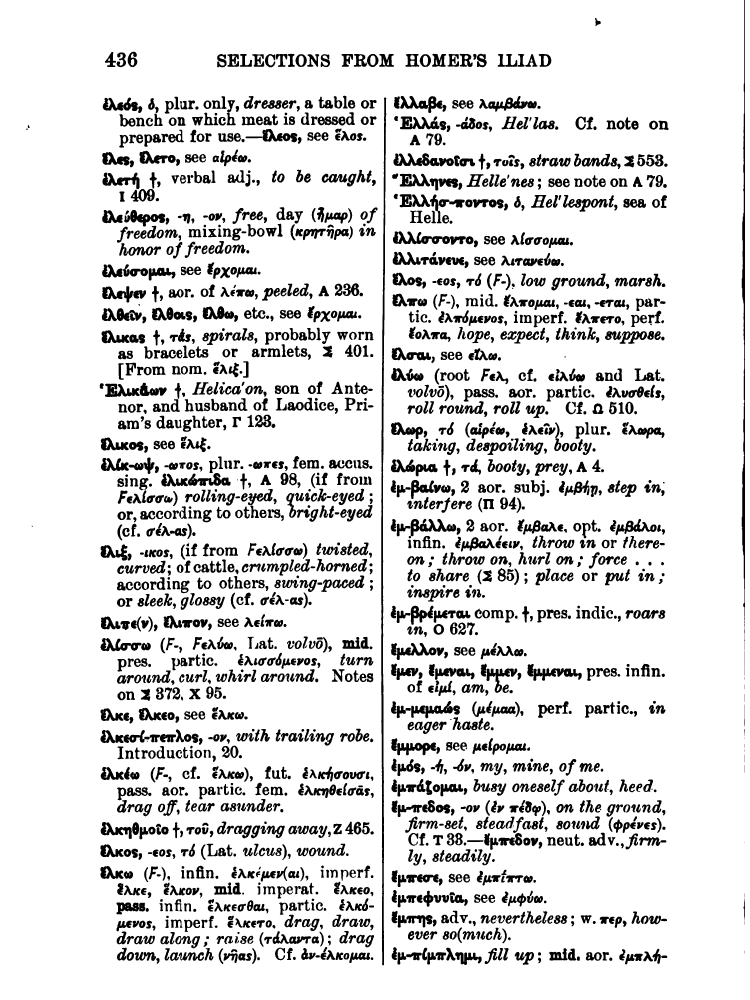 436 SELECTIONS FROM HOMER'S ILIAD
ἐλεός, ὁ, plur. only, dresser, a table or
bench on which meat is dressed or
prepared for use.—ἕλεος, see ἕλος.
ἕλες, ἕλετο, see αἱρέω.
ἑλετή †, verbal adj., to be caught,
I 409.
ἐλεύθερος, -η, -ον, free, day (ἦμαρ) of
freedom, mixing-bowl (κρητῆρα) in
honor of freedom.
ἐλεύσομαι, see ἔρχομαι.
ἔλεψεν †, aor. of λέπω, peeled, A 236.
ἐλθεῖν, ἔλθοις, ἔλθω, etc., see ἔρχομαι.
ἕλικας †, τάς, spirals, probably worn
as bracelets or armlets, Σ 401.
[From nom. ἕλιξ.]
Ἑλικάων †, Helica'on, son of Ante-
nor, and husband of Laodice, Pri-
am's daughter, Γ 123.
ἕλικος, see ἕλιξ.
ἑλίκ-ωψ, -ωπος, plur. -ωπες, fem. accus.
sing. ἑλικώπιδα †, A 98, (if from
Ϝελίσσω) rolling-eyed, quick-eyed;
or, according to others, bright-eyed
(cf. σέλ-ας).
ἕλιξ, -ικος, (if from Ϝελίσσω) twisted,
curved; of cattle, crumpled-horned;
according to others, swing-paced;
or sleek, glossy (cf. σέλ-ας).
ἔλιπε(ν), ἔλιπον, see λείπω.
ἑλίσσω (Ϝ-, Ϝελύω, Lat. volvō), mid.
pres. partic. ἑλισσόμενος, turn
around, curl, whirl around. Notes
on Σ 372, X 95.
ἕλκε, ἕλκεο, see ἕλκω.
ἑλκεσί-πεπλος, -ον, with trailing robe.
Introduction, 20.
ἑλκέω (Ϝ-, cf. ἕλκω), fut. ἑλκήσουσι,
pass. aor. partic. fem. ἑλκηθείσᾱς,
drag off, tear asunder.
ἑλκηθμοῖο †, τοῦ, dragging away, Z 465.
ἕλκος, -εος, τό (Lat. ulcus), wound.
ἕλκω (Ϝ-), infin. ἑλκέμεν(αι), imperf.
ἕλκε, ἕλκον, mid. imperat. ἕλκεο,
pass. infin. ἕλκεσθαι, partic. ἑλκό-
μενος, imperf. ἕλκετο, drag, draw,
draw along; raise (τάλαντα); drag
down, launch (νῆας). Cf. ἀν-έλκομαι.
ἔλλαβε, see λαμβάνω.
Ἑλλάς, -άδος, Hel'las. Cf. note on
A 79.
ἐλλεδανοῖσι †, τοῖς, straw bands, Σ 553.
Ἕλληνες, Helle'nes; see note on A 79.
Ἑλλήσ-ποντος, ὁ, Hel'lespont, sea of
Helle.
ἐλλίσσοντο, see λίσσομαι.
ἐλλιτάνευε, see λιτανεύω.
ἕλος, -εος, τό (Ϝ-), low ground, marsh.
ἔλπω (Ϝ-), mid. ἔλπομαι, -εαι, -εται, par-
tic. ἐλπόμενος, imperf. ἔλπετο, perf.
ἔολπα, hope, expect, think, suppose.
ἔλσαι, see εἴλω.
ἐλύω (root Ϝελ, cf. εἰλύω and Lat.
volvō), pass. aor. partic. ἐλυσθείς,
roll round, roll up. Cf. Ω 510.
ἕλωρ, τό (αἱρέω, ἑλεῖν), plur. ἕλωρα,
taking, despoiling, booty.
ἑλώρια †, τά, booty, prey, A 4.
ἐμ-βαίνω, 2 aor. subj. ἐμβήῃ, step in,
interfere (Π 94).
ἐμ-βάλλω, 2 aor. ἔμβαλε, opt. ἐμβάλοι,
infin. ἐμβαλέειν, throw in or there-
on; throw on, hurl on; force . . .
to share (Σ 85); place or put in;
inspire in.
ἐμ-βρέμεται comp. †, pres. indic., roars
in, O 627.
ἔμελλον, see μέλλω.
ἔμεν, ἔμεναι, ἔμμεν, ἔμμεναι, pres. infin.
of εἰμί, am, be.
ἐμ-μεμαώς (μέμαα), perf. partic., in
eager haste.
ἔμμορε, see μείρομαι.
ἐμός, -ή, -όν, my, mine, of me.
ἐμπάζομαι, busy oneself about, heed.
ἔμ-πεδος, -ον (ἐν πέδῳ), on the ground,
firm-set, steadfast, sound (φρένες).
Cf. T 33.—ἔμπεδον, neut. adv., firm-
ly, steadily.
ἔμπεσε, see ἐμπίπτω.
ἐμπεφυυῖα, see ἐμφύω.
ἔμπης, adv., nevertheless; w. περ, how-
ever so(much).
ἐμ-πίμπλημι, fill up; mid. aor. ἐμπλή-